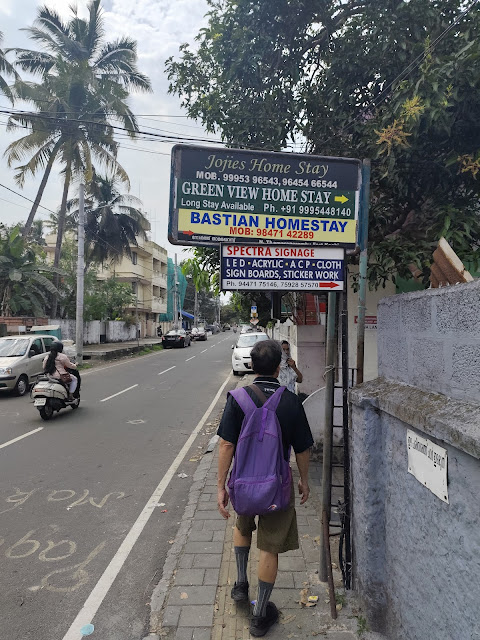 Jojies Home Stay
MOB. 99953 96543, 96454 66544
GREEN VIEW HOME STAY
Long Stay Available Ph. +91 9995448140
BASTIAN HOMESTAY
MOB: 98471 42289
SPECTRA SIGNAGE
LED • ACRYLIC • ACP • CLOTH
SIGN BOARDS, STICKER WORK
Ph: 94471 75146, 75928 57570